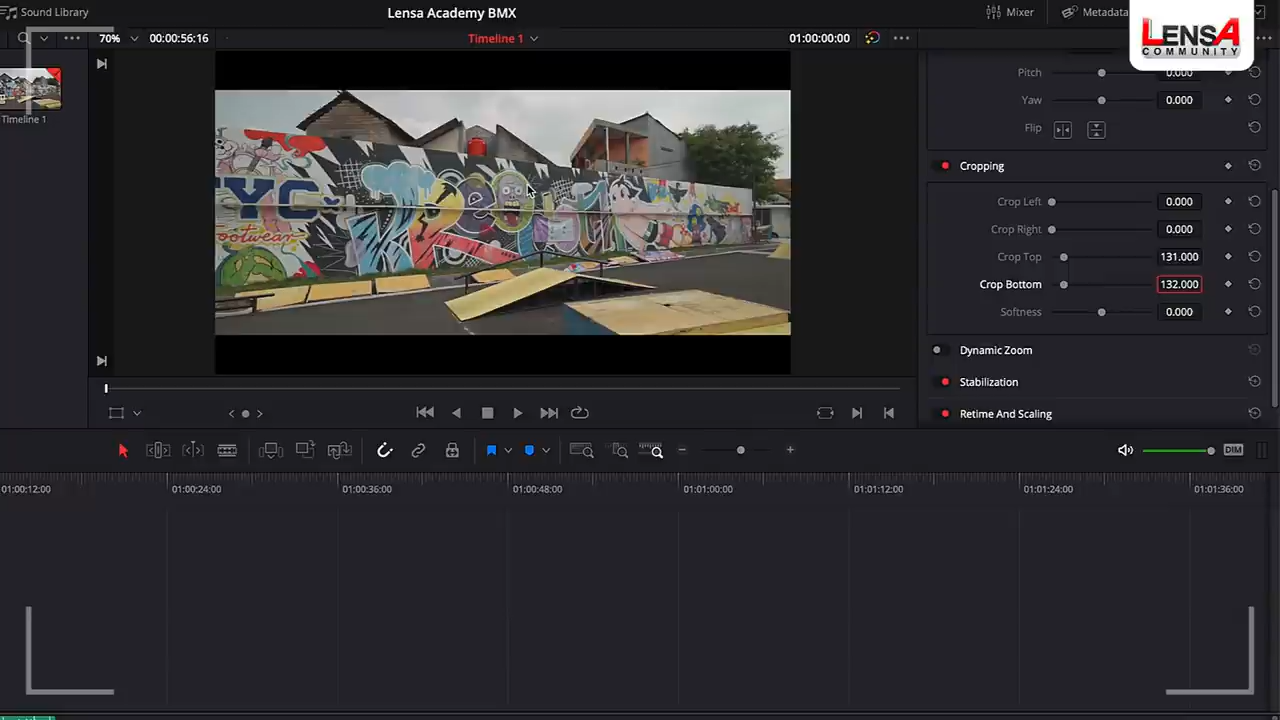 Sound Library
Lensa Academy BMX
Mixer
Metadata
LENSA
COMMUNITY
70%
00:00:56:16
Timeline 1
01:00:00:00
Timeline 1
Pitch
0.000
Yaw
0.000
Flip
Cropping
Crop Left
0.000
Crop Right
0.000
Crop Top
131.000
Crop Bottom
132.000
Softness
0.000
Dynamic Zoom
Stabilization
Retime And Scaling
YC
ootwear
DIM
01:00:12:00
01:00:24:00
01:00:36:00
01:00:48:00
01:01:00:00
01:01:12:00
01:01:24:00
01:01:36:00